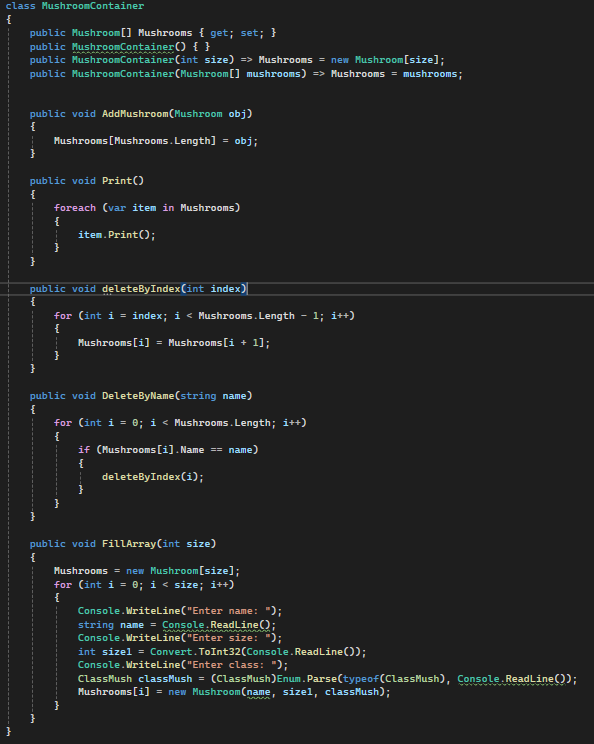 class MushroomContainer
{
    public Mushroom[] Mushrooms { get; set; }
    public MushroomContainer() { }
    public MushroomContainer(int size) => Mushrooms = new Mushroom[size];
    public MushroomContainer(Mushroom[] mushrooms) => Mushrooms = mushrooms;
    public void AddMushroom(Mushroom obj)
    {
        Mushrooms[Mushrooms.Length] = obj;
    }
    public void Print()
    {
        foreach (var item in Mushrooms)
        {
            item.Print();
        }
    }
    public void deleteByIndex(int index)
    {
        for (int i = index; i < Mushrooms.Length - 1; i++)
        {
            Mushrooms[i] = Mushrooms[i + 1];
        }
    }
    public void DeleteByName(string name)
    {
        for (int i = 0; i < Mushrooms.Length; i++)
        {
            if (Mushrooms[i].Name == name)
            {
                deleteByIndex(i);
            }
        }
    }
    public void FillArray(int size)
    {
        Mushrooms = new Mushroom[size];
        for (int i = 0; i < size; i++)
        {
            Console.WriteLine("Enter name: ");
            string name = Console.ReadLine();
            Console.WriteLine("Enter size: ");
            int size1 = Convert.ToInt32(Console.ReadLine());
            Console.WriteLine("Enter class: ");
            ClassMush classMush = (ClassMush)Enum.Parse(typeof(ClassMush), Console.ReadLine());
            Mushrooms[i] = new Mushroom(name, size1, classMush);
        }
    }
}